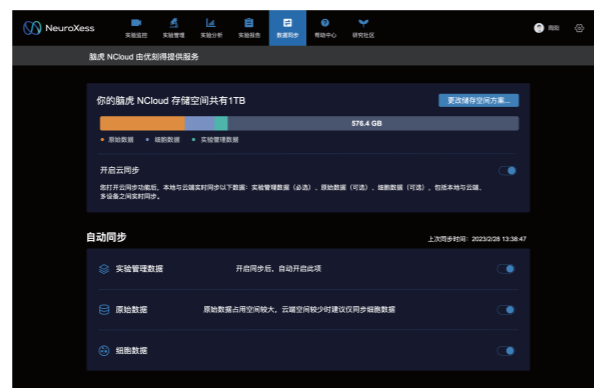 NeuroXess
实验监控 实验管理 实验分析 实验报告 数据同步 帮助中心 研究社区
脑虎 NCloud 由优刻得提供服务
你的脑虎 NCloud 存储空间共有1TB
更改储存空间方案...
576.4 GB
原始数据 细胞数据 实验管理数据
开启云同步
您打开云同步功能后，本地与云端实时同步以下数据：实验管理数据（必选）、原始数据（可选）、细胞数据（可选），包括本地与云端、
多设备之间实时同步。
自动同步
上次同步时间：2023/2/28 13:38:47
实验管理数据 开启同步后，自动开启此项
原始数据 原始数据占用空间较大，云端空间较少时建议仅同步细胞数据
细胞数据